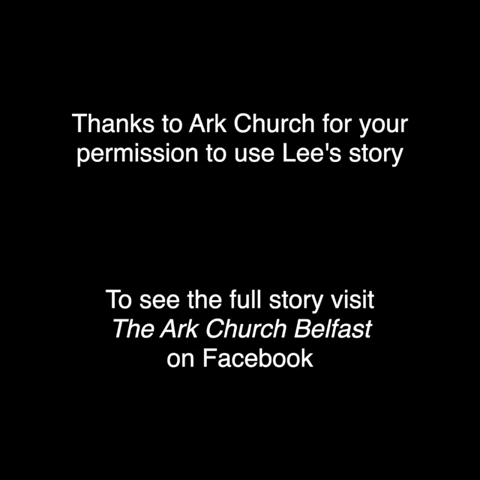 Thanks to Ark Church for your
permission to use Lee's story
To see the full story visit
The Ark Church Belfast
on Facebook